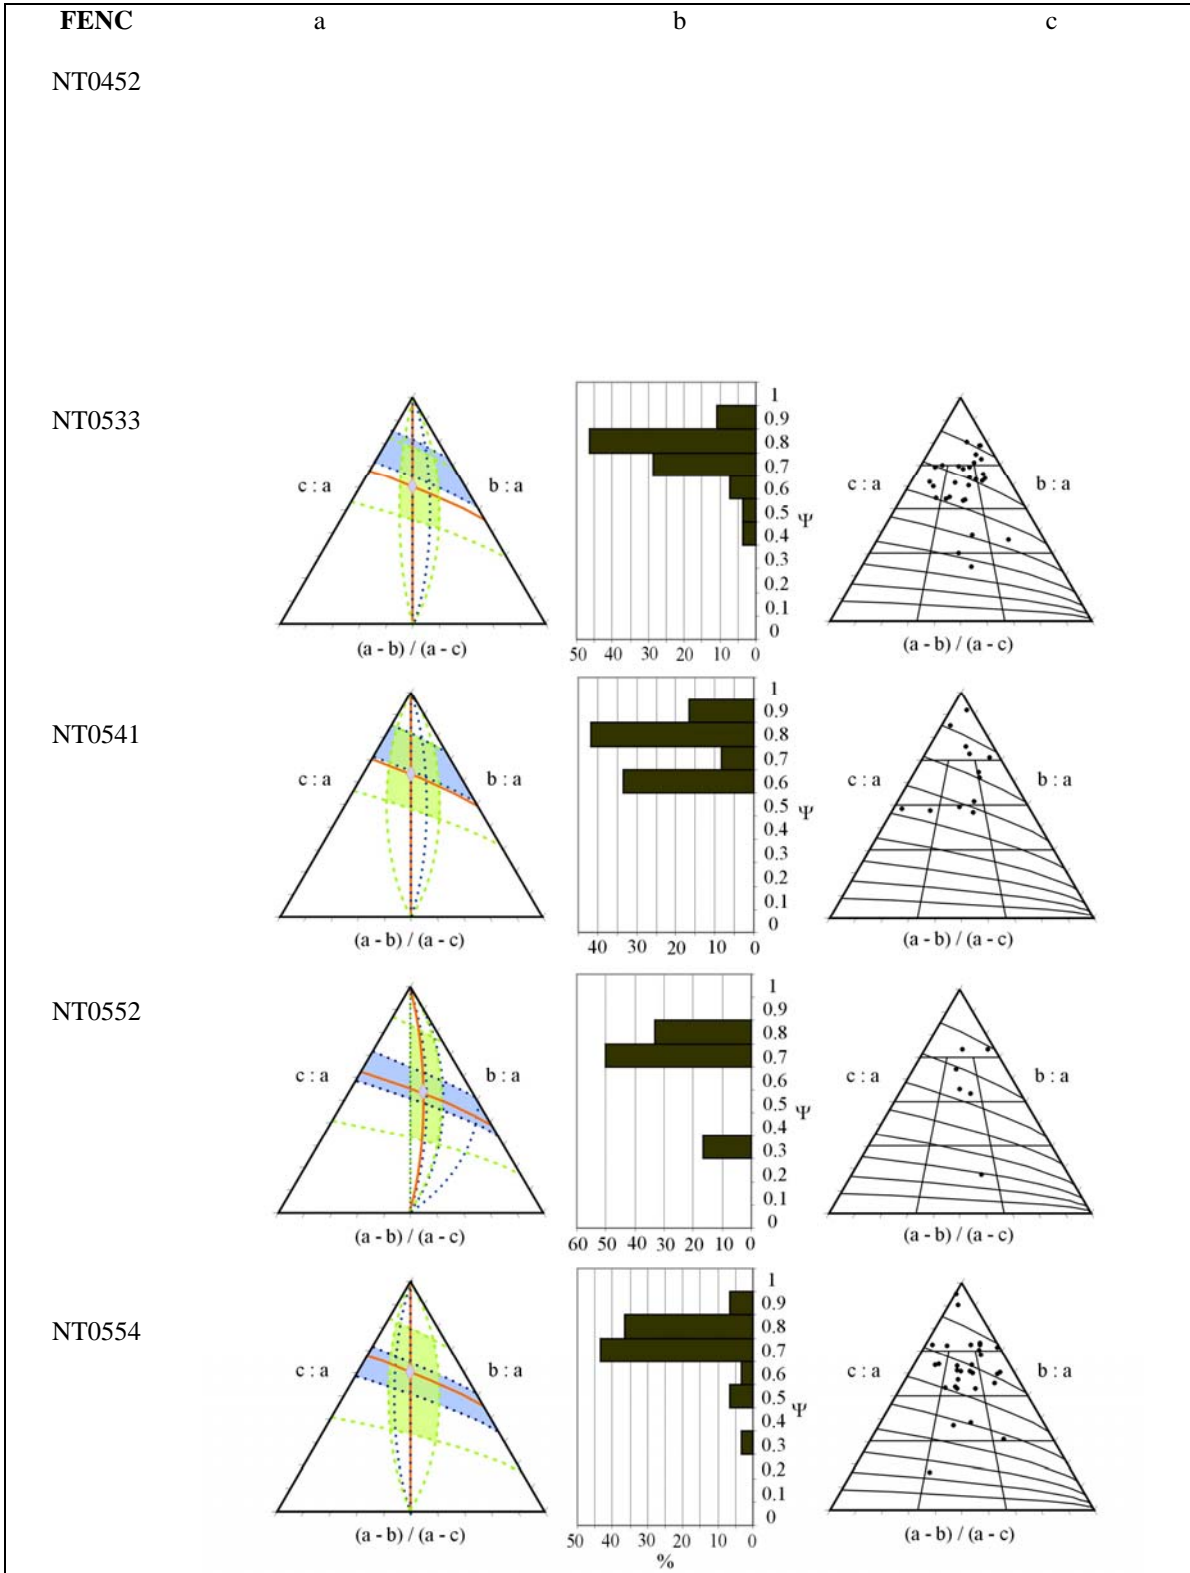 FENC a b c
NT0452
NT0533
c : a b : a
(a - b) / (a - c)
1
0.9
0.8
0.7
0.6
0.5
Ψ
0.4
0.3
0.2
0.1
0
50 40 30 20 10 0
c : a b : a
(a - b) / (a - c)
NT0541
c : a b : a
(a - b) / (a - c)
1
0.9
0.8
0.7
0.6
0.5
Ψ
0.4
0.3
0.2
0.1
0
40 30 20 10 0
c : a b : a
(a - b) / (a - c)
NT0552
c : a b : a
(a - b) / (a - c)
1
0.9
0.8
0.7
0.6
0.5
Ψ
0.4
0.3
0.2
0.1
0
60 50 40 30 20 10 0
c : a b : a
(a - b) / (a - c)
NT0554
c : a b : a
(a - b) / (a - c)
1
0.9
0.8
0.7
0.6
0.5
0.4
Ψ
0.3
0.2
0.1
0
50 40 30 20 10 0
%
c : a b : a
(a - b) / (a - c)